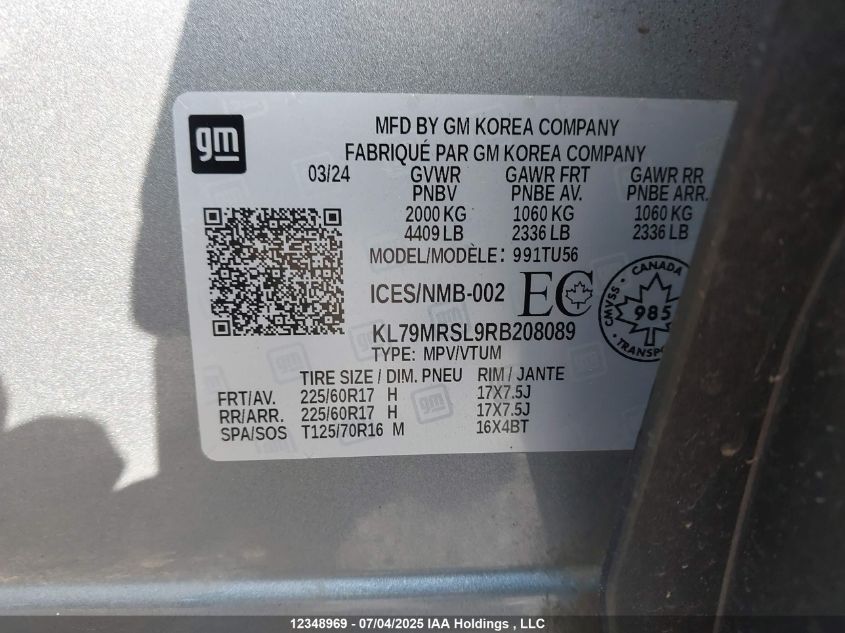 gm
MFD BY GM KOREA COMPANY
FABRIQUÉ PAR GM KOREA COMPANY
03/24 GVWR GAWR FRT GAWR RR
PNBV PNBE AV. PNBE ARR.
2000 KG 1060 KG 1060 KG
4409 LB 2336 LB 2336 LB
MODEL/MODÈLE: 991TU56
ICES/NMB-002 EC
CANADA
CMVSS 985
TRANSPO
KL79MRSL9RB208089
TYPE: MPV/VTUM
TIRE SIZE / DIM. PNEU RIM / JANTE
FRT/AV. 225/60R17 H 17X7.5J
RR/ARR. 225/60R17 H 17X7.5J
SPA/SOS T125/70R16 M 16X4BT
gm
12348969 - 07/04/2025 IAA Holdings , LLC